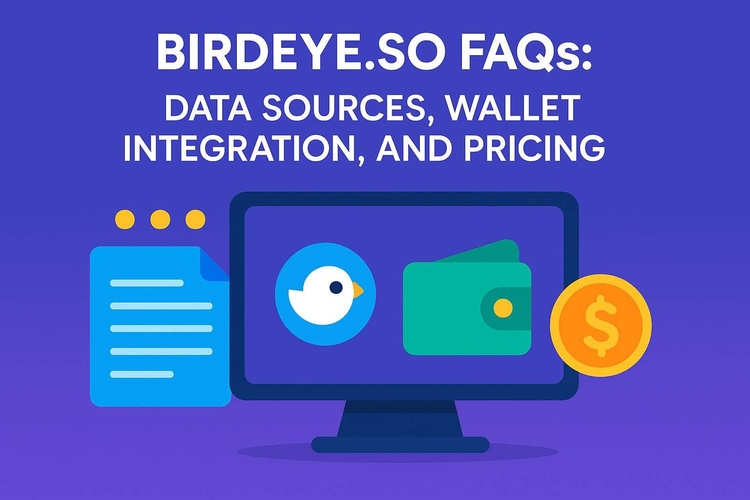 BIRDEYE.SO FAQs:
DATA SOURCES, WALLET
INTEGRATION, AND PRICING
$